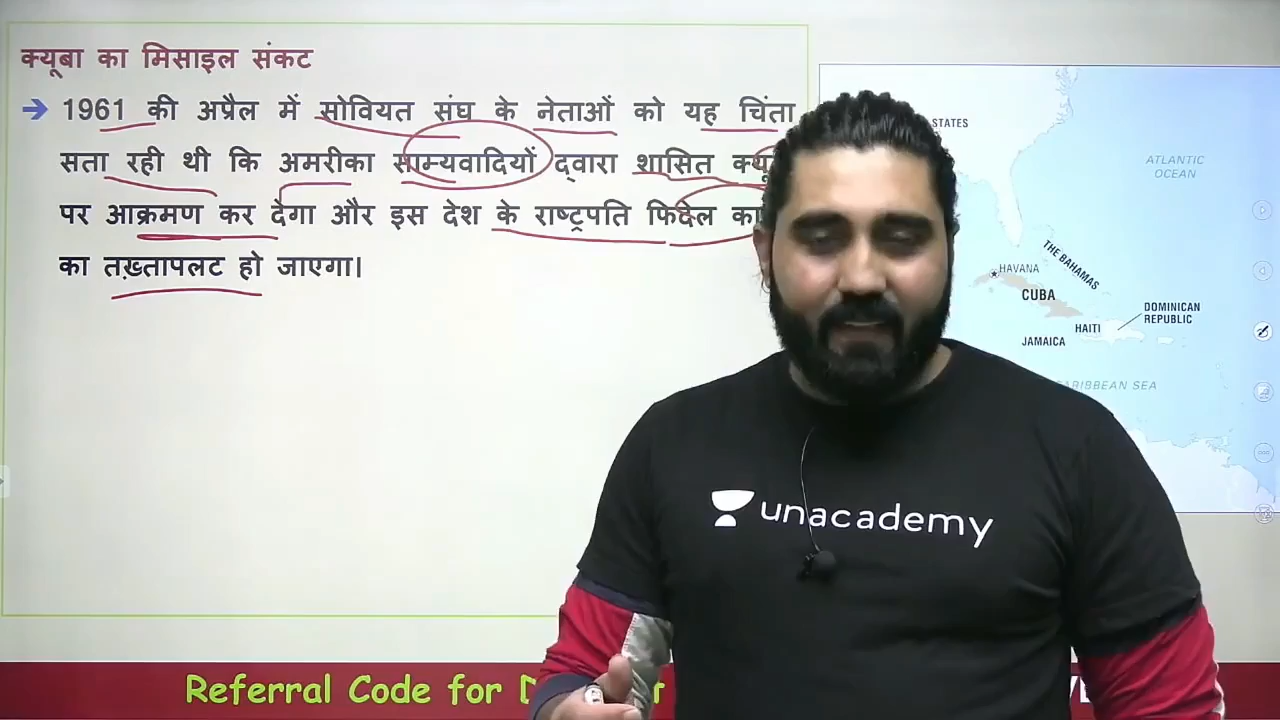 क्यूबा का मिसाइल संकट
1961 की अप्रैल में सोवियत संघ के नेताओं को यह चिंता
सता रही थी कि अमरीका साम्यवादियों द्वारा शासित
पर आक्रमण कर देगा और इस देश के राष्ट्रपति फिदेल
का तख़्तापलट हो जाएगा।
STATES
ATLANTIC
OCEAN
THE BAHAMAS
HAVANA
CUBA
DOMINICAN
REPUBLIC
HAITI
JAMAICA
CARIBBEAN SEA
unacademy
Referral Code for